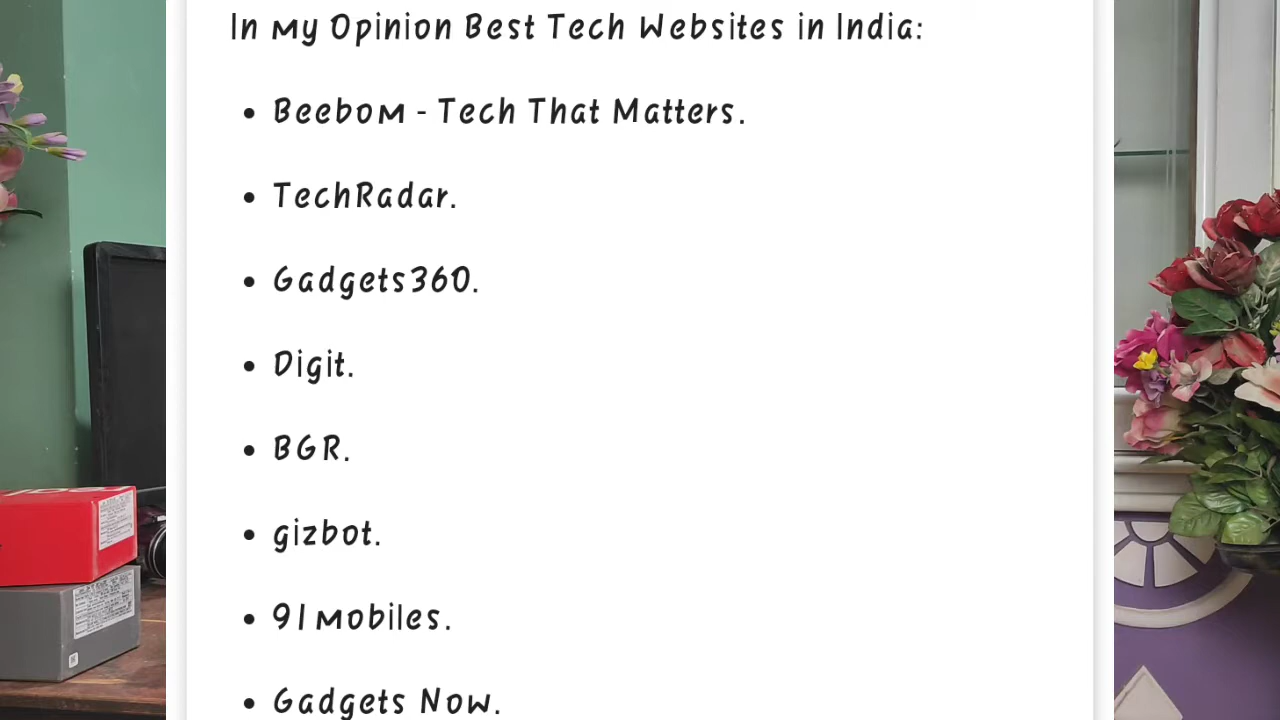 In My Opinion Best Tech Websites in India:
• Beebom - Tech That Matters.
• TechRadar.
• Gadgets360.
• Digit.
• BGR.
• gizbot.
• 91mobiles.
• Gadgets Now.